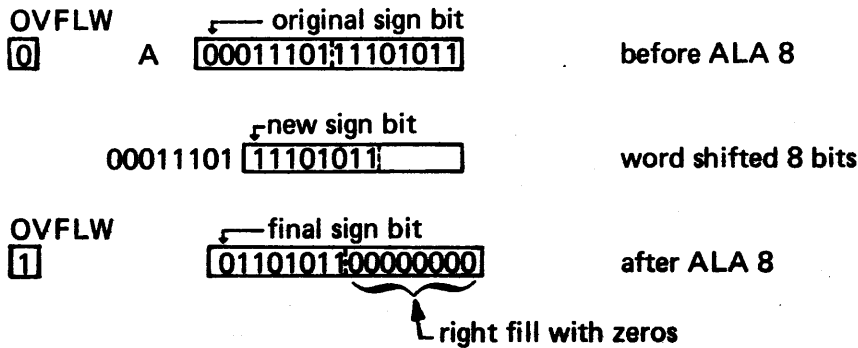 OVFLW original sign bit
0 A 00011101 11101011 before ALA 8
new sign bit
00011101 11101011 word shifted 8 bits
OVFLW final sign bit
1 01101011 00000000 after ALA 8
right fill with zeros